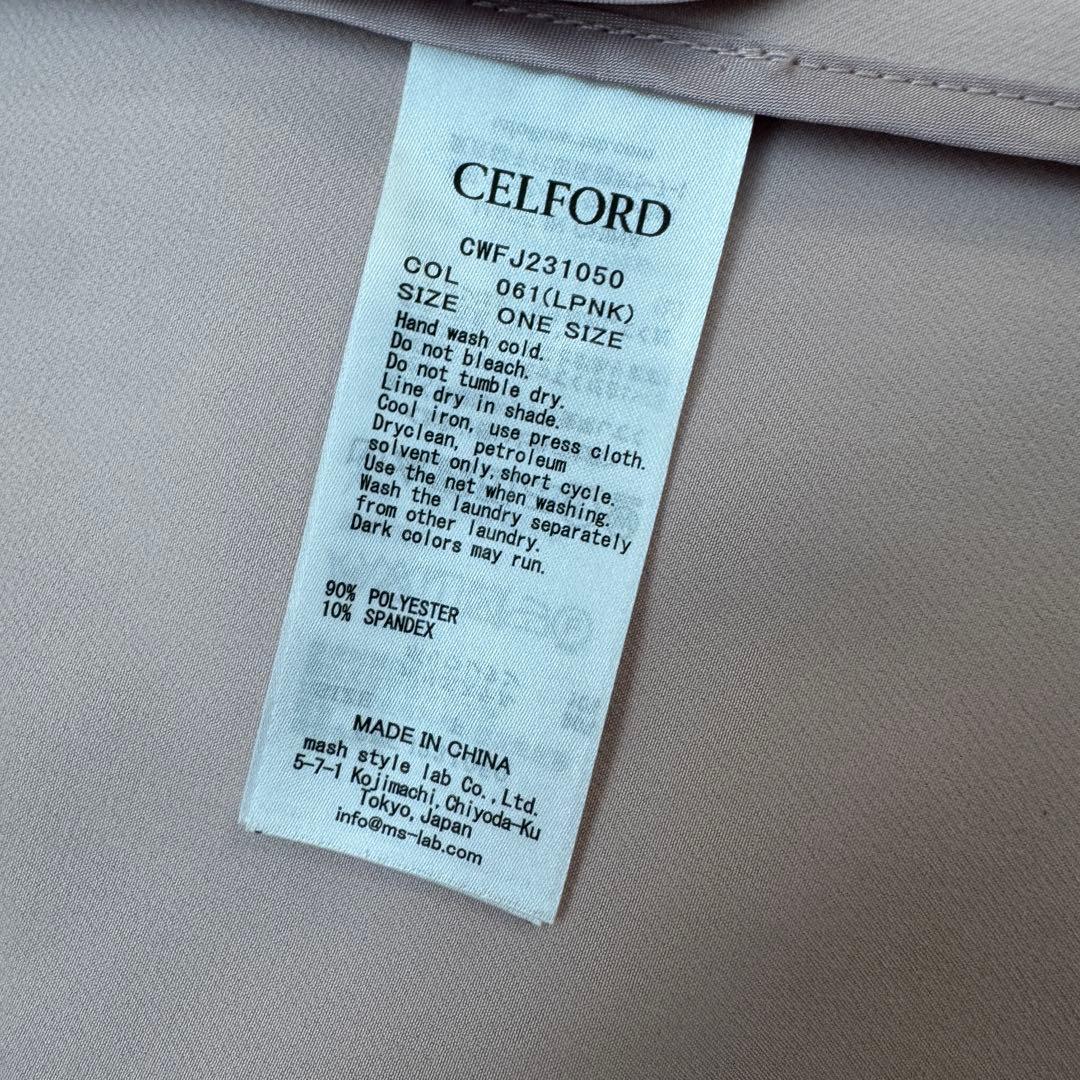 CELFORD
CWFJ231050
COL 061(LPNK)
SIZE ONE SIZE
Hand wash cold.
Do not bleach.
Do not tumble dry.
Line dry in shade.
Cool iron, use press cloth.
Dryclean, petroleum
solvent only,short cycle.
Use the net when washing.
Wash the laundry separately
from other laundry.
Dark colors may run.
90% POLYESTER
10% SPANDEX
MADE IN CHINA
mash style lab Co.,Ltd.
5-7-1 Kojimachi,Chiyoda-Ku
Tokyo,Japan
info@ms-lab.com